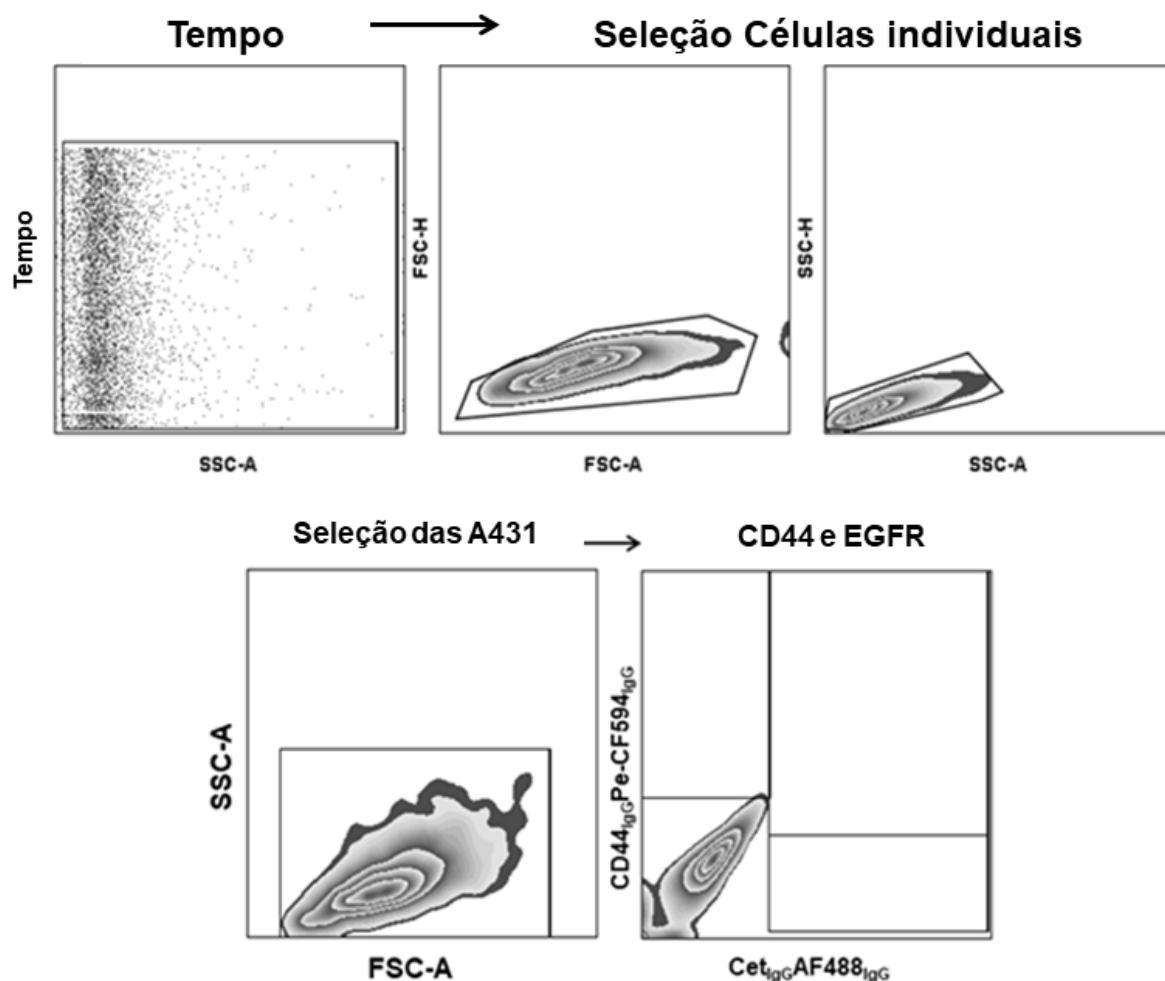 Tempo
Seleção Células individuais
Tempo
SSC-A
FSC-H
FSC-A
SSC-H
SSC-A
Seleção das A431
CD44 e EGFR
SSC-A
FSC-A
CD44IgGPe-CF594IgG
CetIgGAF488IgG